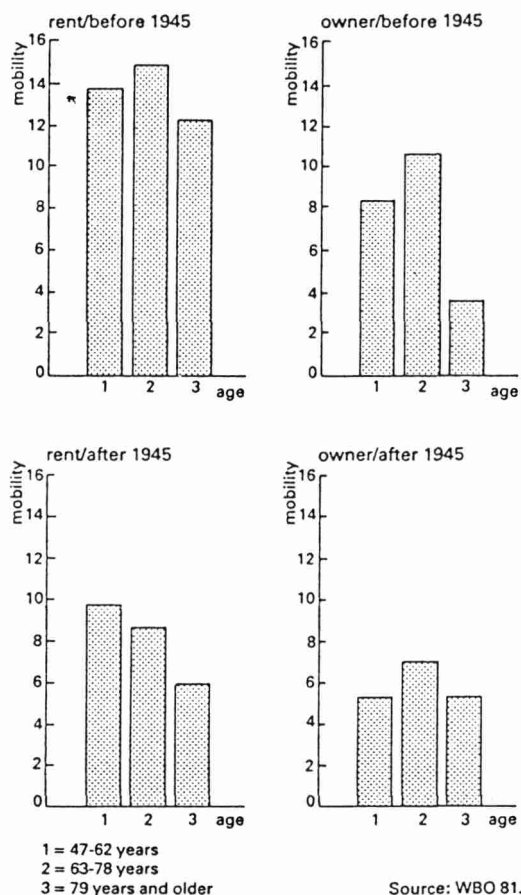 rent/before 1945
mobility
16
14
12
10
8
6
4
2
0
1 2 3 age
owner/before 1945
mobility
16
14
12
10
8
6
4
2
0
1 2 3 age
rent/after 1945
mobility
16
14
12
10
8
6
4
2
0
1 2 3 age
owner/after 1945
mobility
16
14
12
10
8
6
4
2
0
1 2 3 age
1 = 47-62 years
2 = 63-78 years
3 = 79 years and older
Source: WBO 81.